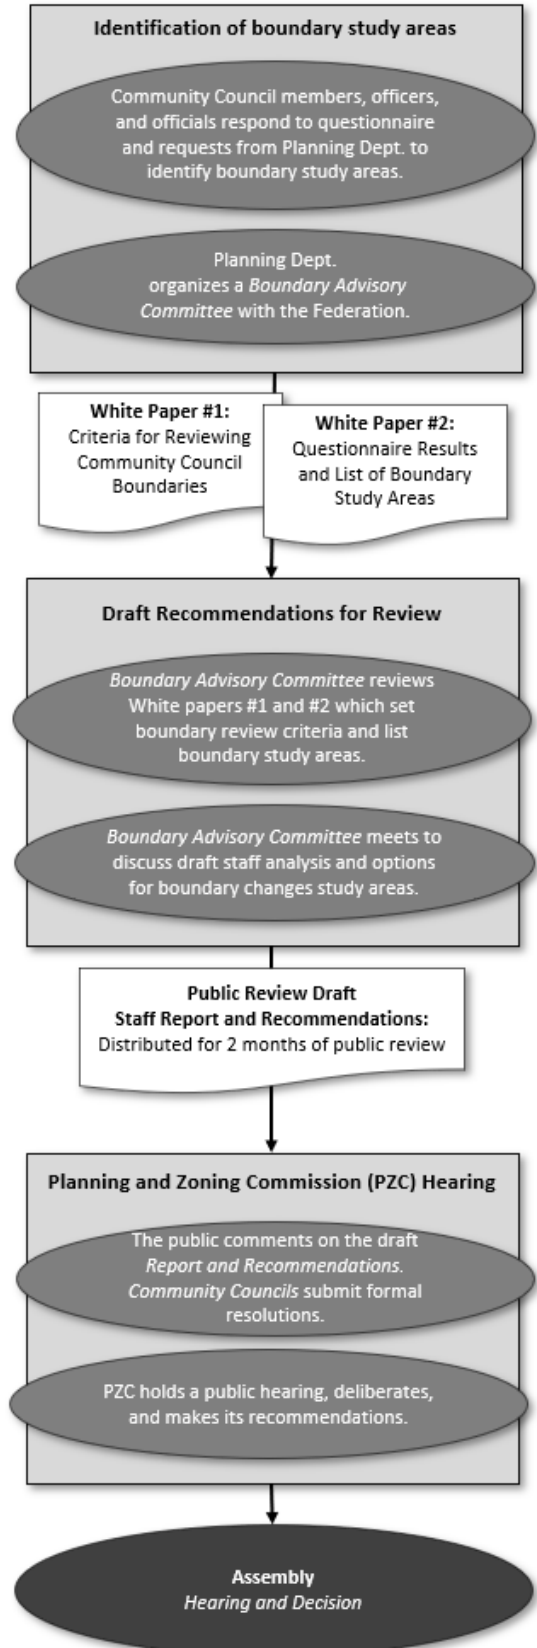 Identification of boundary study areas
Community Council members, officers,
and officials respond to questionnaire
and requests from Planning Dept. to
identify boundary study areas.
Planning Dept.
organizes a Boundary Advisory
Committee with the Federation.
White Paper #1:
Criteria for Reviewing
Community Council
Boundaries
White Paper #2:
Questionnaire Results
and List of Boundary
Study Areas
Draft Recommendations for Review
Boundary Advisory Committee reviews
White papers #1 and #2 which set
boundary review criteria and list
boundary study areas.
Boundary Advisory Committee meets to
discuss draft staff analysis and options
for boundary changes study areas.
Public Review Draft
Staff Report and Recommendations:
Distributed for 2 months of public review
Planning and Zoning Commission (PZC) Hearing
The public comments on the draft
Report and Recommendations.
Community Councils submit formal
resolutions.
PZC holds a public hearing, deliberates,
and makes its recommendations.
Assembly
Hearing and Decision